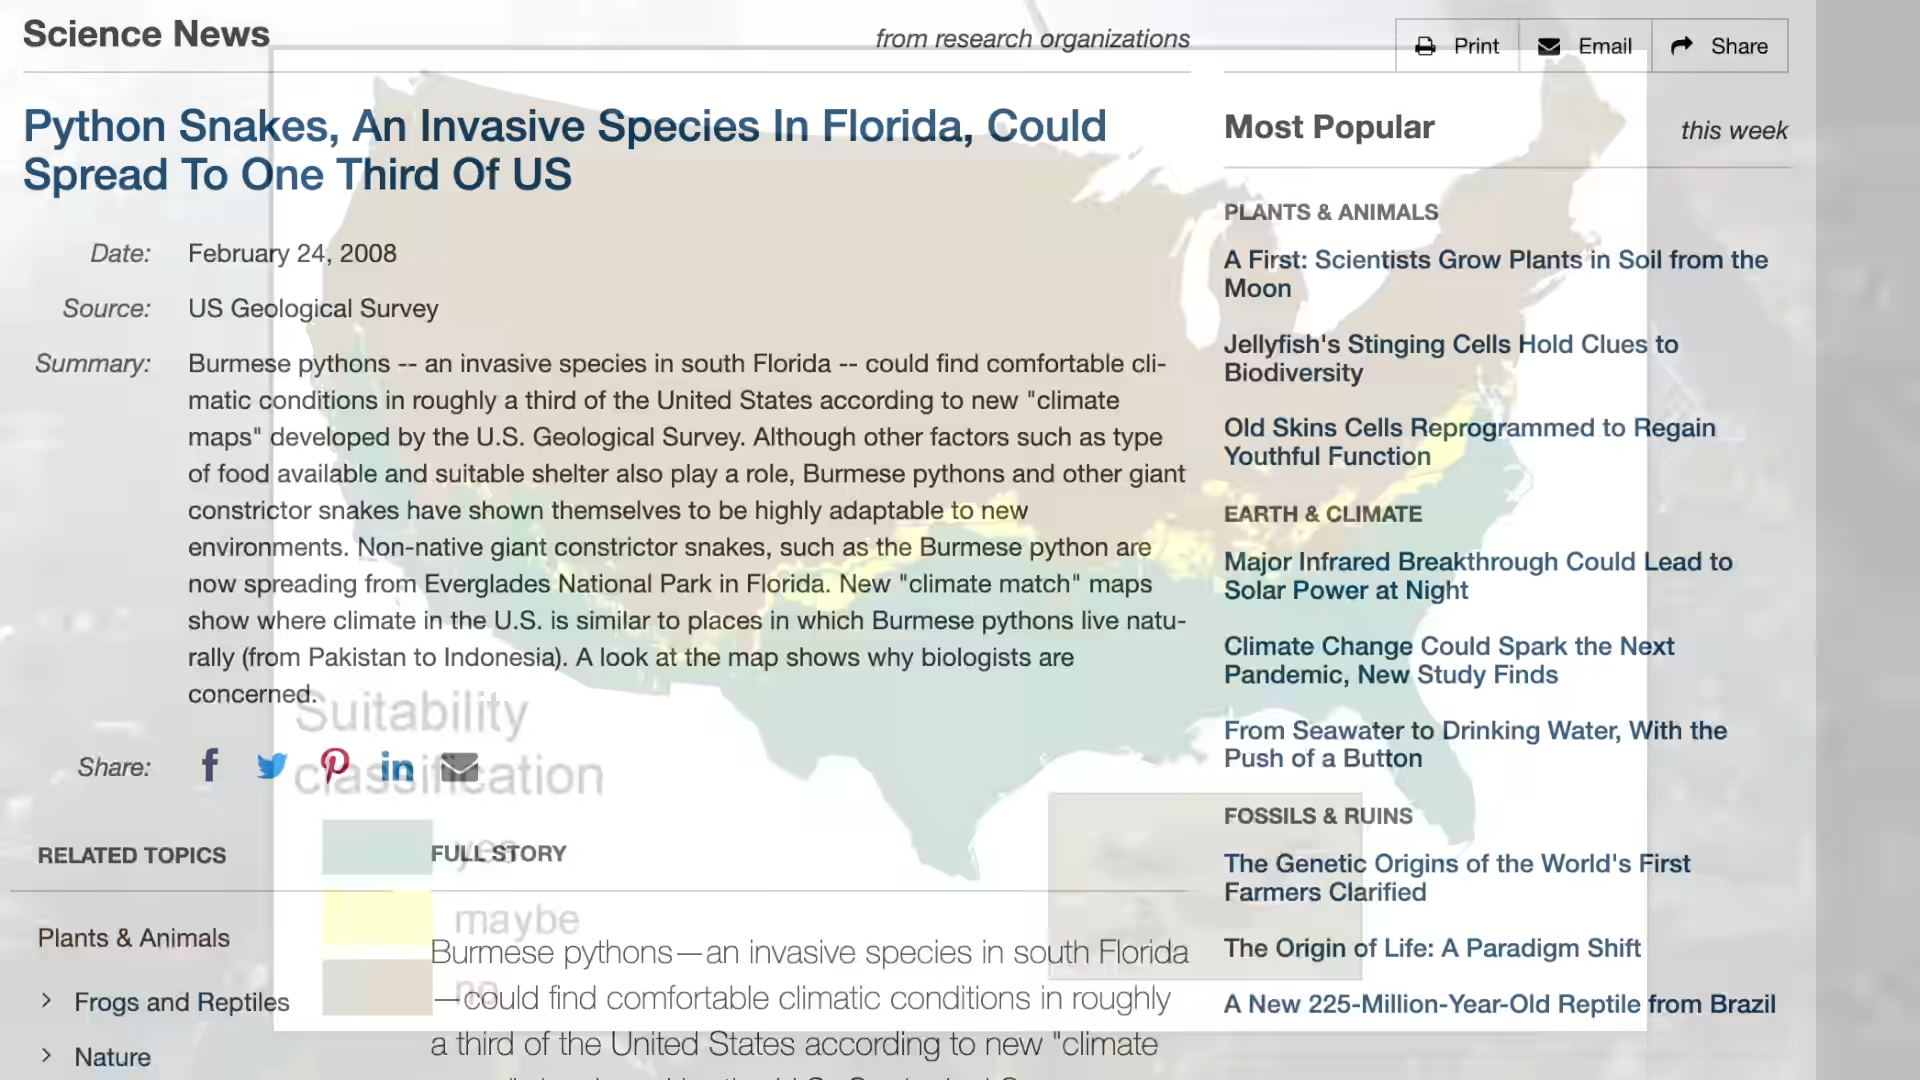 Science News
from research organizations
Print
Email
Share
Python Snakes, An Invasive Species In Florida, Could
Spread To One Third Of US
Date: February 24, 2008
Source: US Geological Survey
Summary: Burmese pythons -- an invasive species in south Florida -- could find comfortable cli-
matic conditions in roughly a third of the United States according to new "climate
maps" developed by the U.S. Geological Survey. Although other factors such as type
of food available and suitable shelter also play a role, Burmese pythons and other giant
constrictor snakes have shown themselves to be highly adaptable to new
environments. Non-native giant constrictor snakes, such as the Burmese python are
now spreading from Everglades National Park in Florida. New "climate match" maps
show where climate in the U.S. is similar to places in which Burmese pythons live natu-
rally (from Pakistan to Indonesia). A look at the map shows why biologists are
concerned.
Share:
RELATED TOPICS
Plants & Animals
> Frogs and Reptiles
> Nature
FULL STORY
Burmese pythons—an invasive species in south Florida
—could find comfortable climatic conditions in roughly
a third of the United States according to new "climate
Suitability
classification
yes
maybe
no
Most Popular
this week
PLANTS & ANIMALS
A First: Scientists Grow Plants in Soil from the
Moon
Jellyfish's Stinging Cells Hold Clues to
Biodiversity
Old Skins Cells Reprogrammed to Regain
Youthful Function
EARTH & CLIMATE
Major Infrared Breakthrough Could Lead to
Solar Power at Night
Climate Change Could Spark the Next
Pandemic, New Study Finds
From Seawater to Drinking Water, With the
Push of a Button
FOSSILS & RUINS
The Genetic Origins of the World's First
Farmers Clarified
The Origin of Life: A Paradigm Shift
A New 225-Million-Year-Old Reptile from Brazil